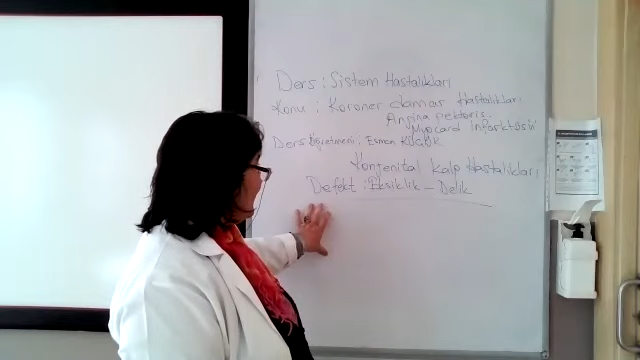 Ders : Sistem Hastalıkları
Konu : Koroner damar Hastalıkları
Angina pektoris
Myocard İnfarktüsü
Ders Öğretmeni : Esmen KÜÇÜK
Konjenital Kalp Hastalıkları
Defekt : Eksiklik - Delik